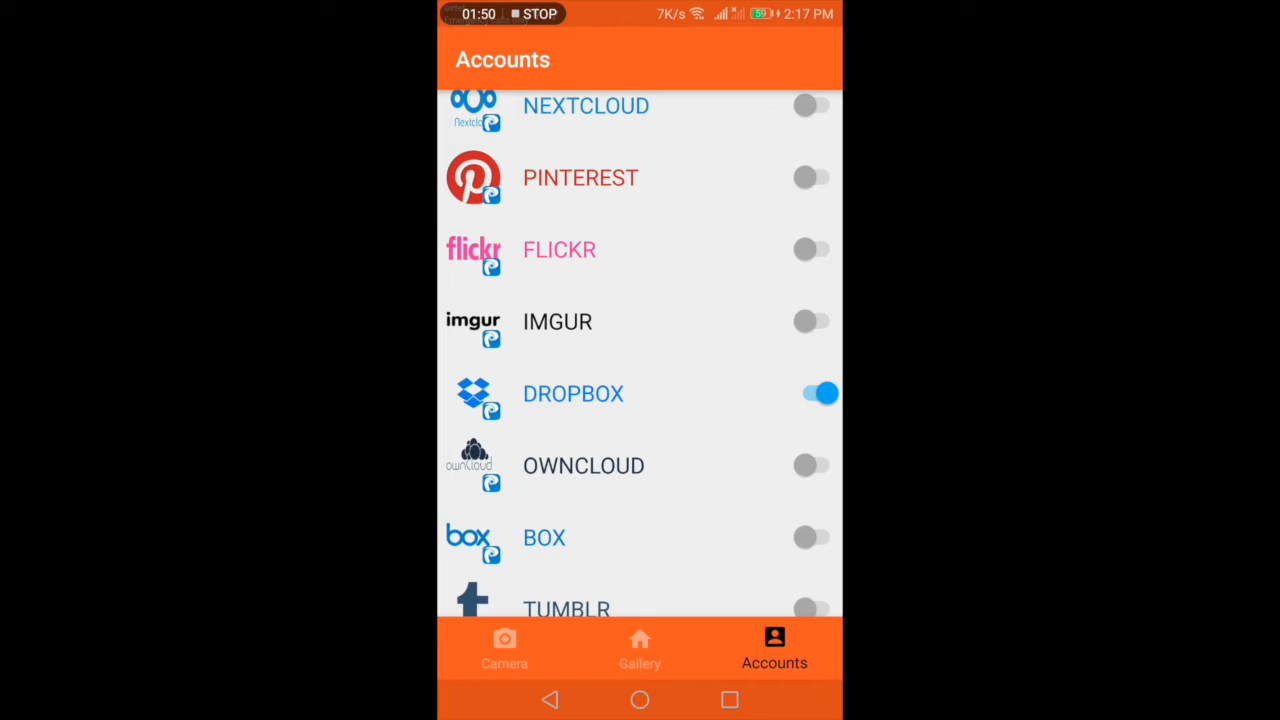 01:50 STOP 7K/s 59 2:17 PM
Accounts
NEXTCLOUD
PINTEREST
flickr FLICKR
imgur IMGUR
DROPBOX
ownCloud OWNCLOUD
box BOX
TUMBLR
Camera Gallery Accounts